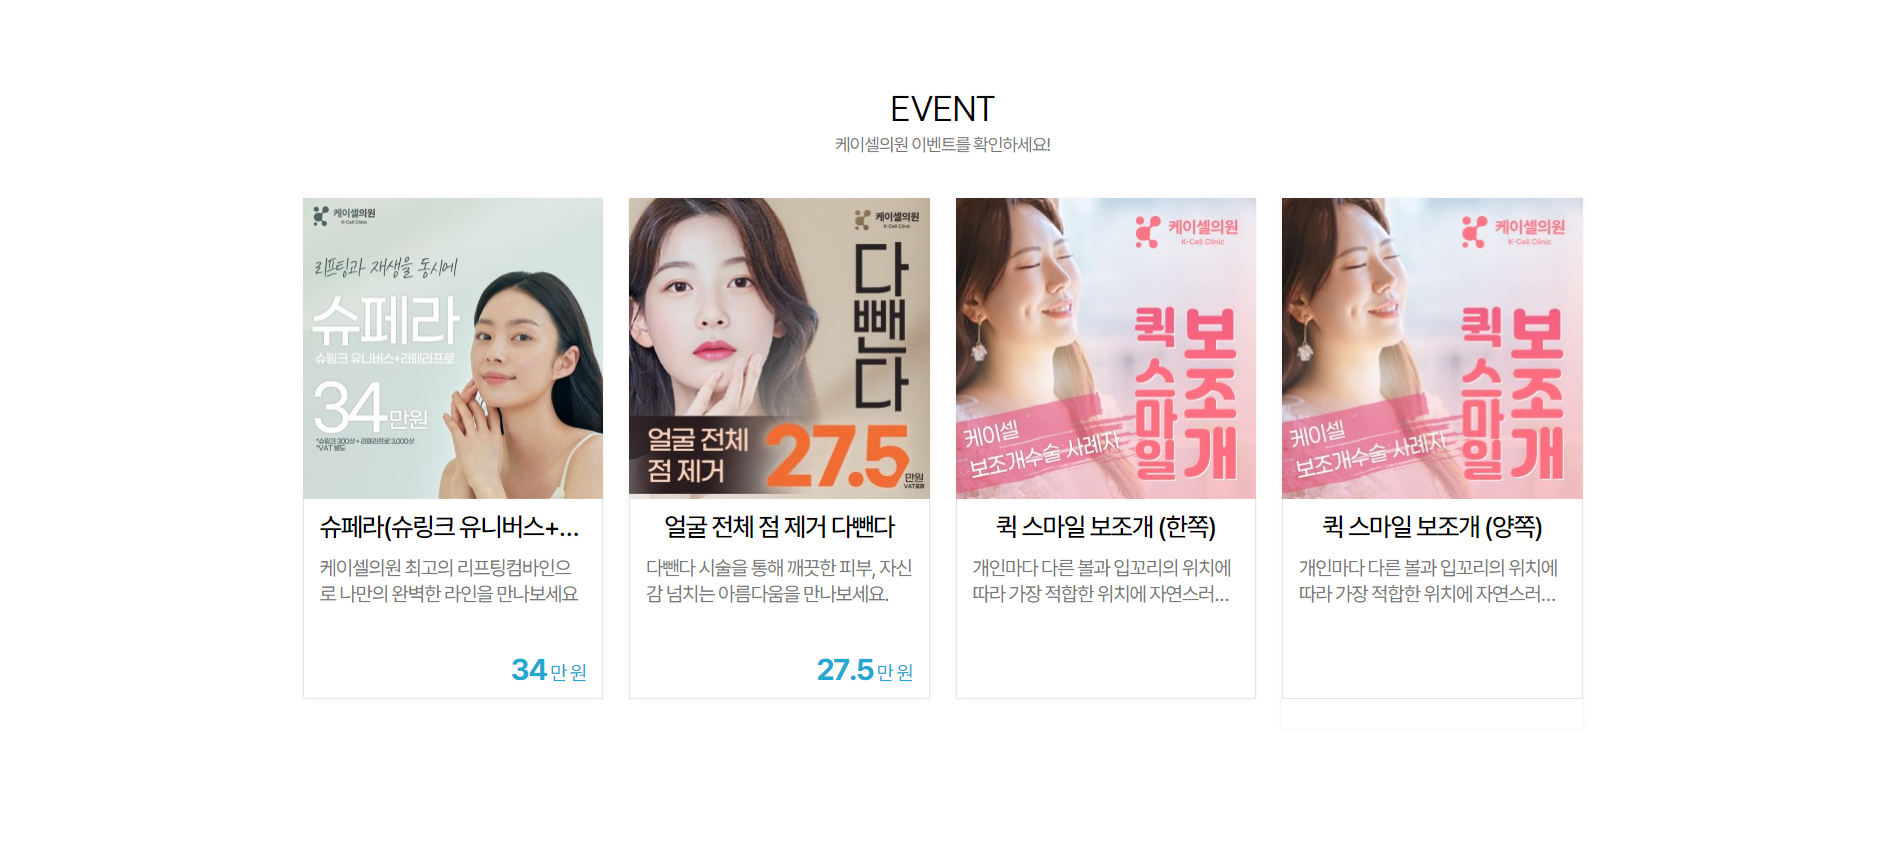 EVENT
케이셀의원 이벤트를 확인하세요!
케이셀의원
K-Cell Clinic
리프팅과 재생을 동시에
슈페라
슈링크 유니버스+라페라프로
34만원
*슈링크 300샷 + 라페라프로 3,000샷
*VAT 별도
슈페라(슈링크 유니버스+...
케이셀의원 최고의 리프팅컴바인으
로 나만의 완벽한 라인을 만나보세요
34만원
케이셀의원
K-Cell Clinic
다뺀다
얼굴 전체
점 제거
27.5만원
VAT포함
얼굴 전체 점 제거 다뺀다
다뺀다 시술을 통해 깨끗한 피부, 자신
감 넘치는 아름다움을 만나보세요.
27.5만원
케이셀의원
K-Cell Clinic
퀵 스마일
보조개
케이셀
보조개수술 사례자
퀵 스마일 보조개 (한쪽)
개인마다 다른 볼과 입꼬리의 위치에
따라 가장 적합한 위치에 자연스러...
케이셀의원
K-Cell Clinic
퀵 스마일
보조개
케이셀
보조개수술 사례자
퀵 스마일 보조개 (양쪽)
개인마다 다른 볼과 입꼬리의 위치에
따라 가장 적합한 위치에 자연스러...